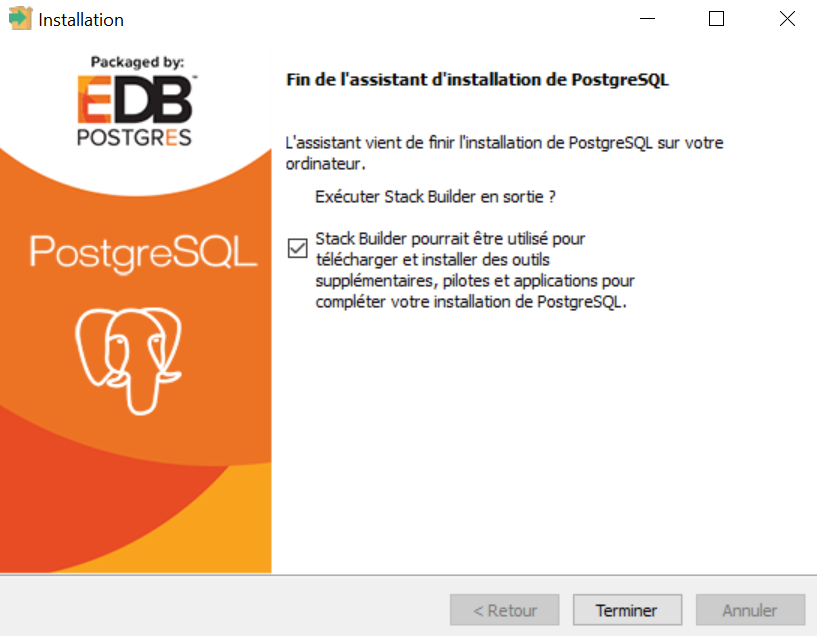 Installation
Packaged by:
EDB™
POSTGRES
PostgreSQL
Fin de l'assistant d'installation de PostgreSQL
L'assistant vient de finir l'installation de PostgreSQL sur votre
ordinateur.
Exécuter Stack Builder en sortie ?
Stack Builder pourrait être utilisé pour
télécharger et installer des outils
supplémentaires, pilotes et applications pour
compléter votre installation de PostgreSQL.
< Retour
Terminer
Annuler